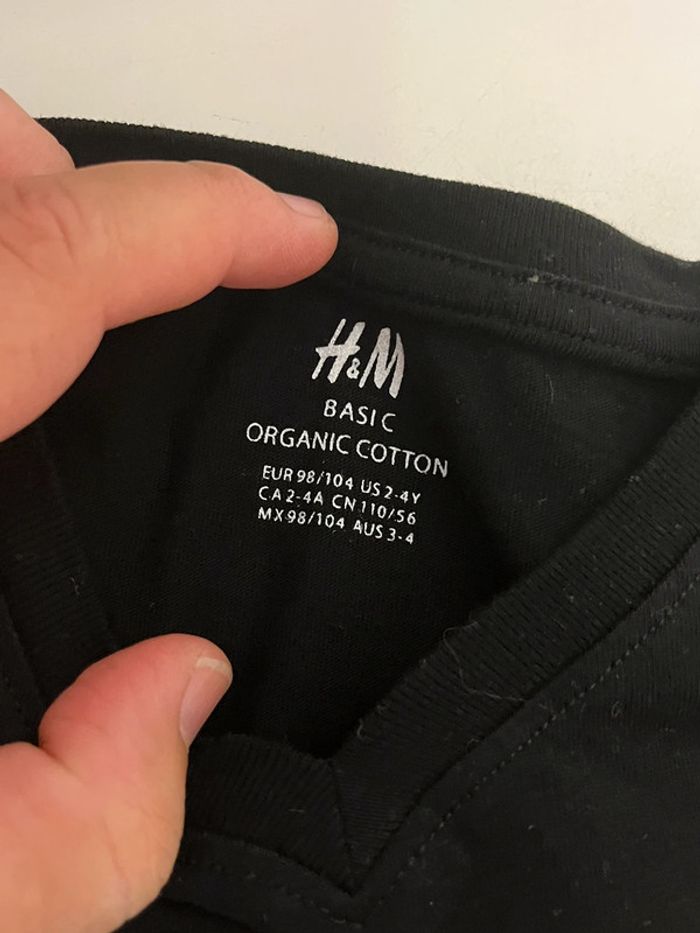 H&M
BASIC
ORGANIC COTTON
EUR 98/104 US 2-4Y
CA 2-4A CN 110/56
MX 98/104 AUS 3-4